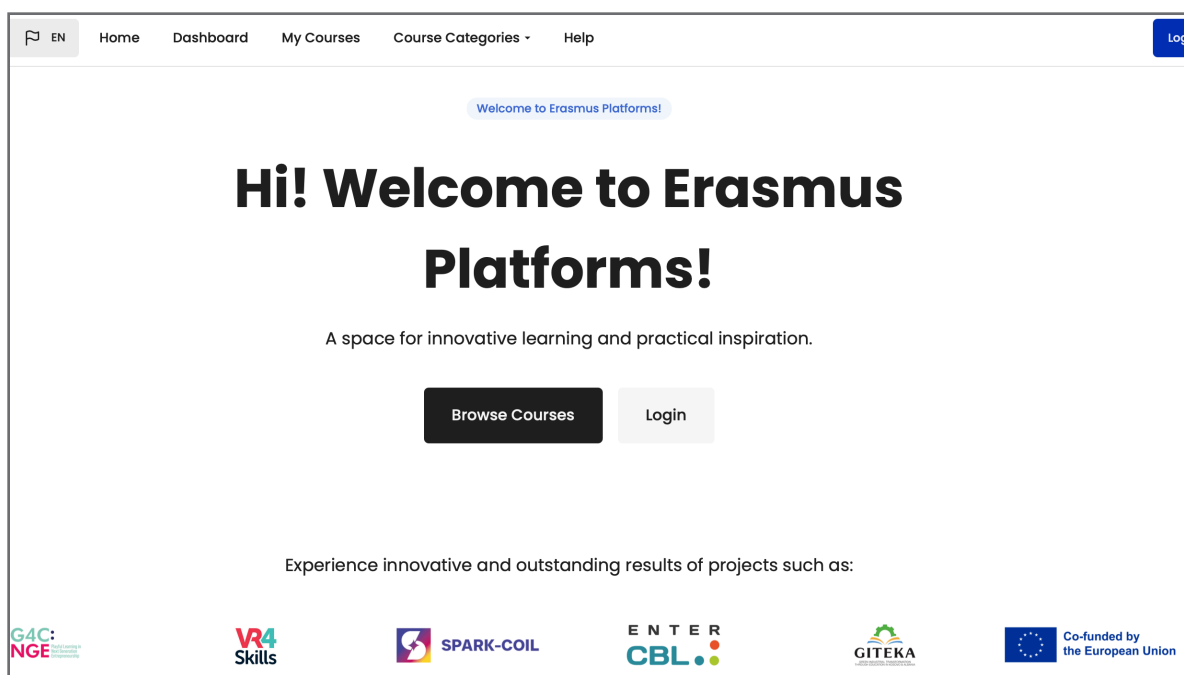 EN Home Dashboard My Courses Course Categories Help
Welcome to Erasmus Platforms!
Hi! Welcome to Erasmus
Platforms!
A space for innovative learning and practical inspiration.
Browse Courses Login
Experience innovative and outstanding results of projects such as:
G4C:
NGE
VR4
Skills
SPARK-COIL
ENTER
CBL
GITEKA
Co-funded by
the European Union